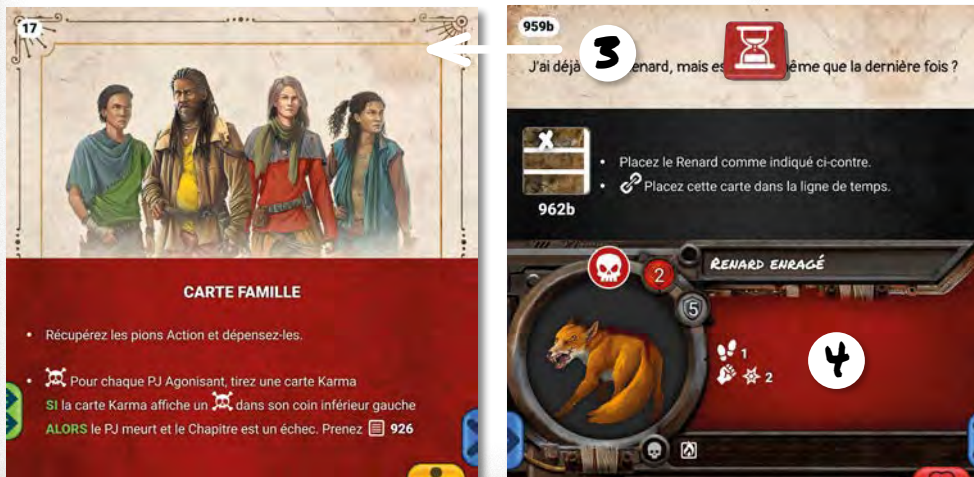 17
CARTE FAMILLE
• Récupérez les pions Action et dépensez-les.
• Pour chaque PJ Agonisant, tirez une carte Karma
SI la carte Karma affiche un dans son coin inférieur gauche
ALORS le PJ meurt et le Chapitre est un échec. Prenez 926
3
959b
J'ai déjà enard, mais es ême que la dernière fois ?
• Placez le Renard comme indiqué ci-contre.
• Placez cette carte dans la ligne de temps.
962b
RENARD ENRAGÉ
2
5
1
2
4